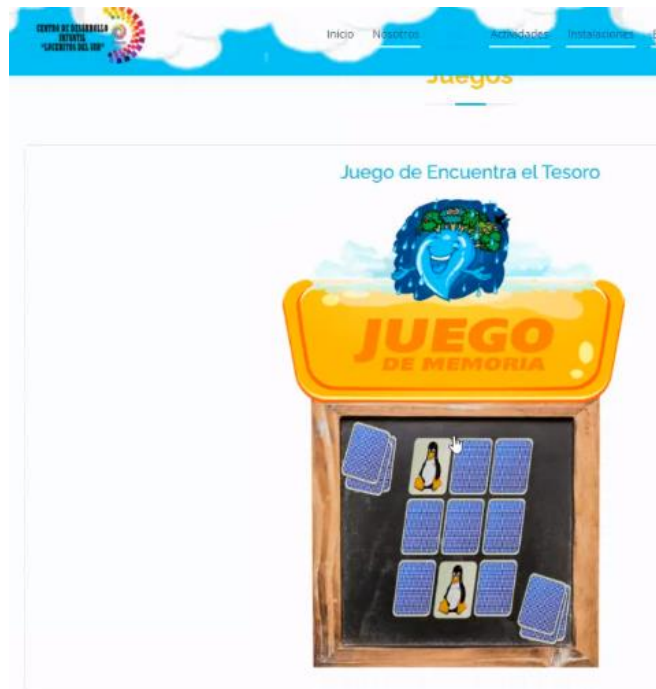 CENTRO DE DESARROLLO
INFANTIL
"LUCERITOS DEL SUR"
Inicio Nosotros Actividades Instalaciones
Juegos
Juego de Encuentra el Tesoro
JUEGO
DE MEMORIA